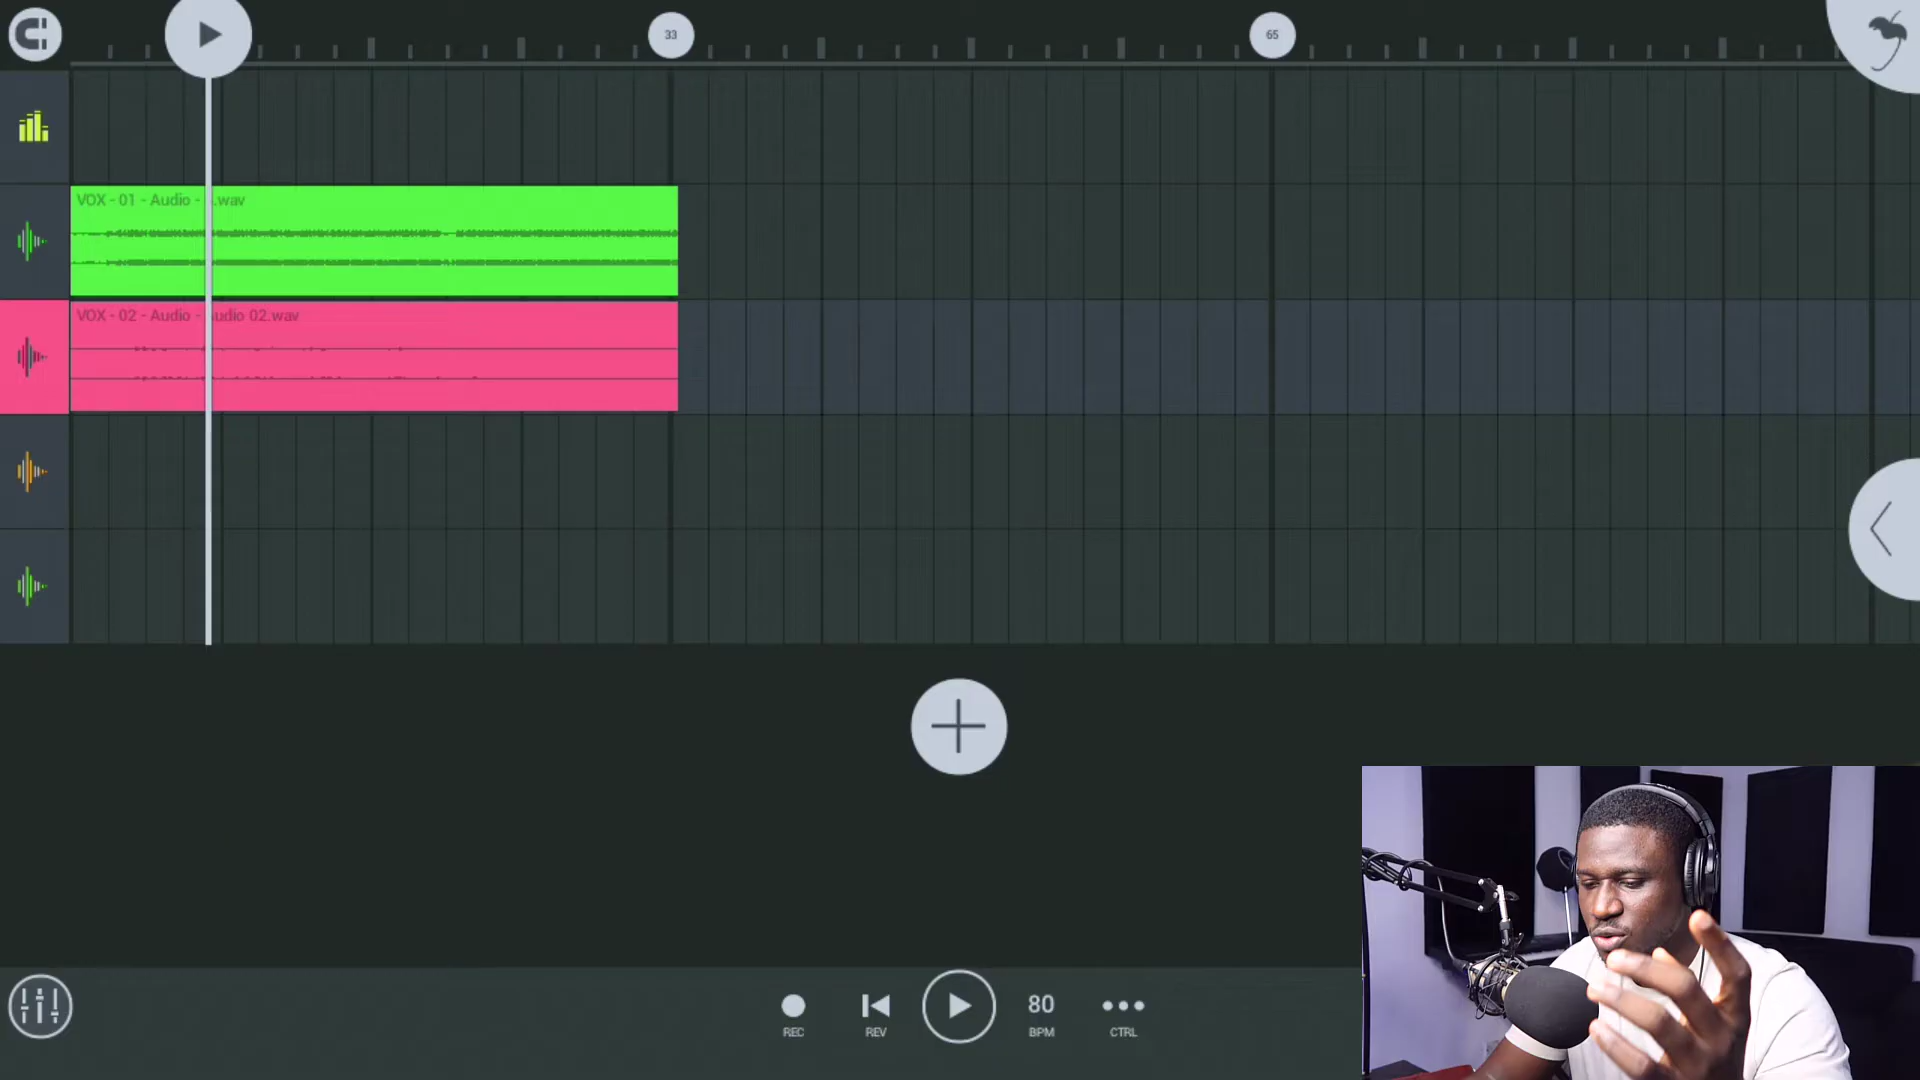 33
65
VOX - 01 - Audio - .wav
VOX - 02 - Audio - udio 02.wav
80
REC
REV
BPM
CTRL